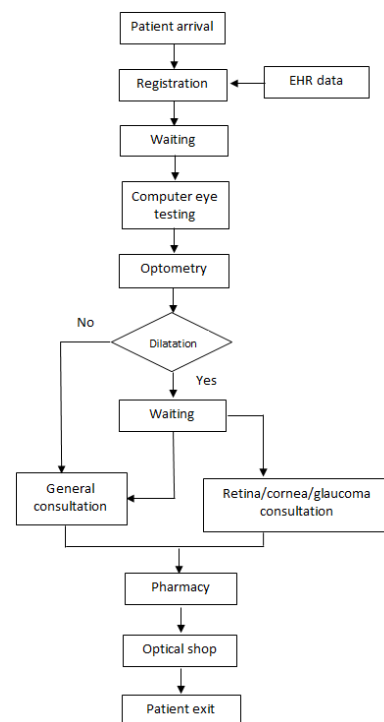 Patient arrival
Registration
EHR data
Waiting
Computer eye
testing
Optometry
No
Dilatation
Yes
Waiting
General
consultation
Retina/cornea/glaucoma
consultation
Pharmacy
Optical shop
Patient exit